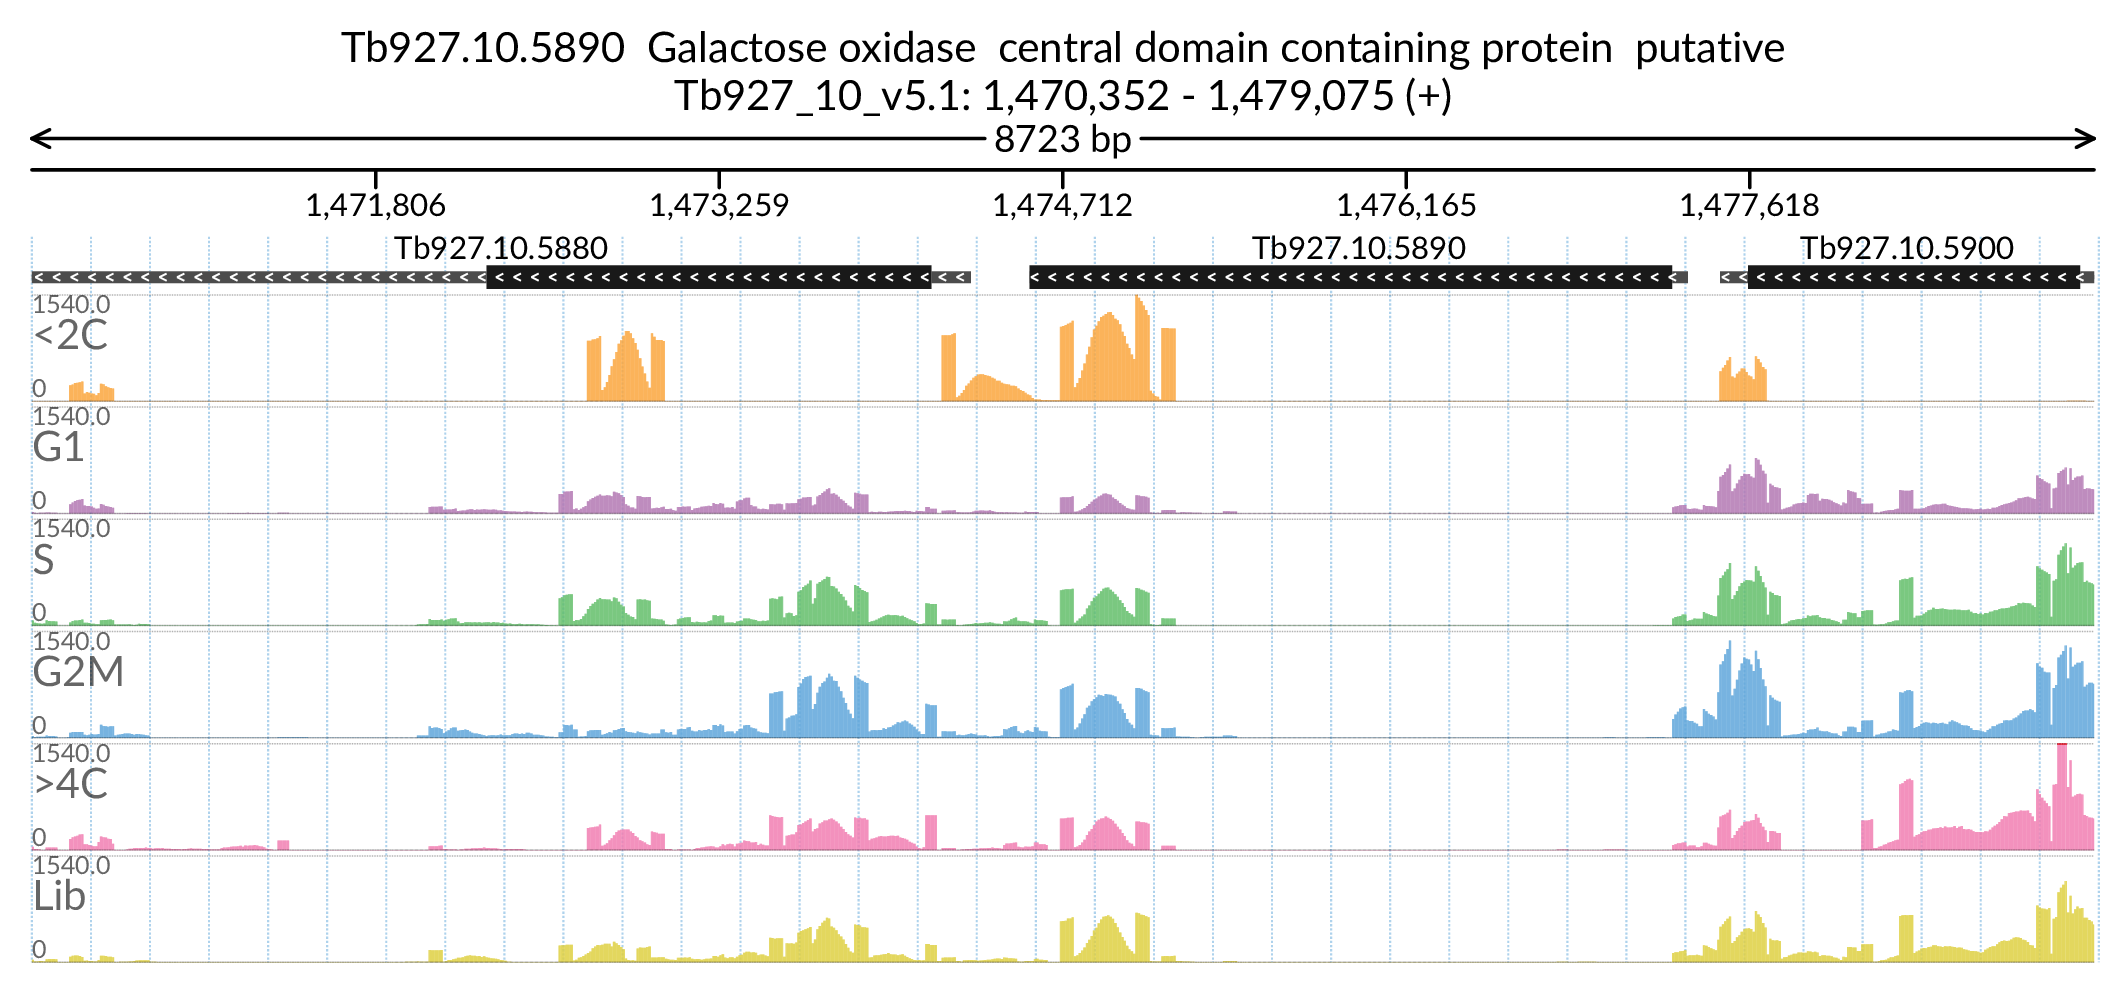 Tb927.10.5890 Galactose oxidase central domain containing protein putative
Tb927_10_v5.1: 1,470,352 - 1,479,075 (+)
8723 bp
1,471,806 1,473,259 1,474,712 1,476,165 1,477,618
Tb927.10.5880 Tb927.10.5890 Tb927.10.5900
1540.0
<2C
0
1540.0
G1
0
1540.0
S
0
1540.0
G2M
0
1540.0
>4C
0
1540.0
Lib
0